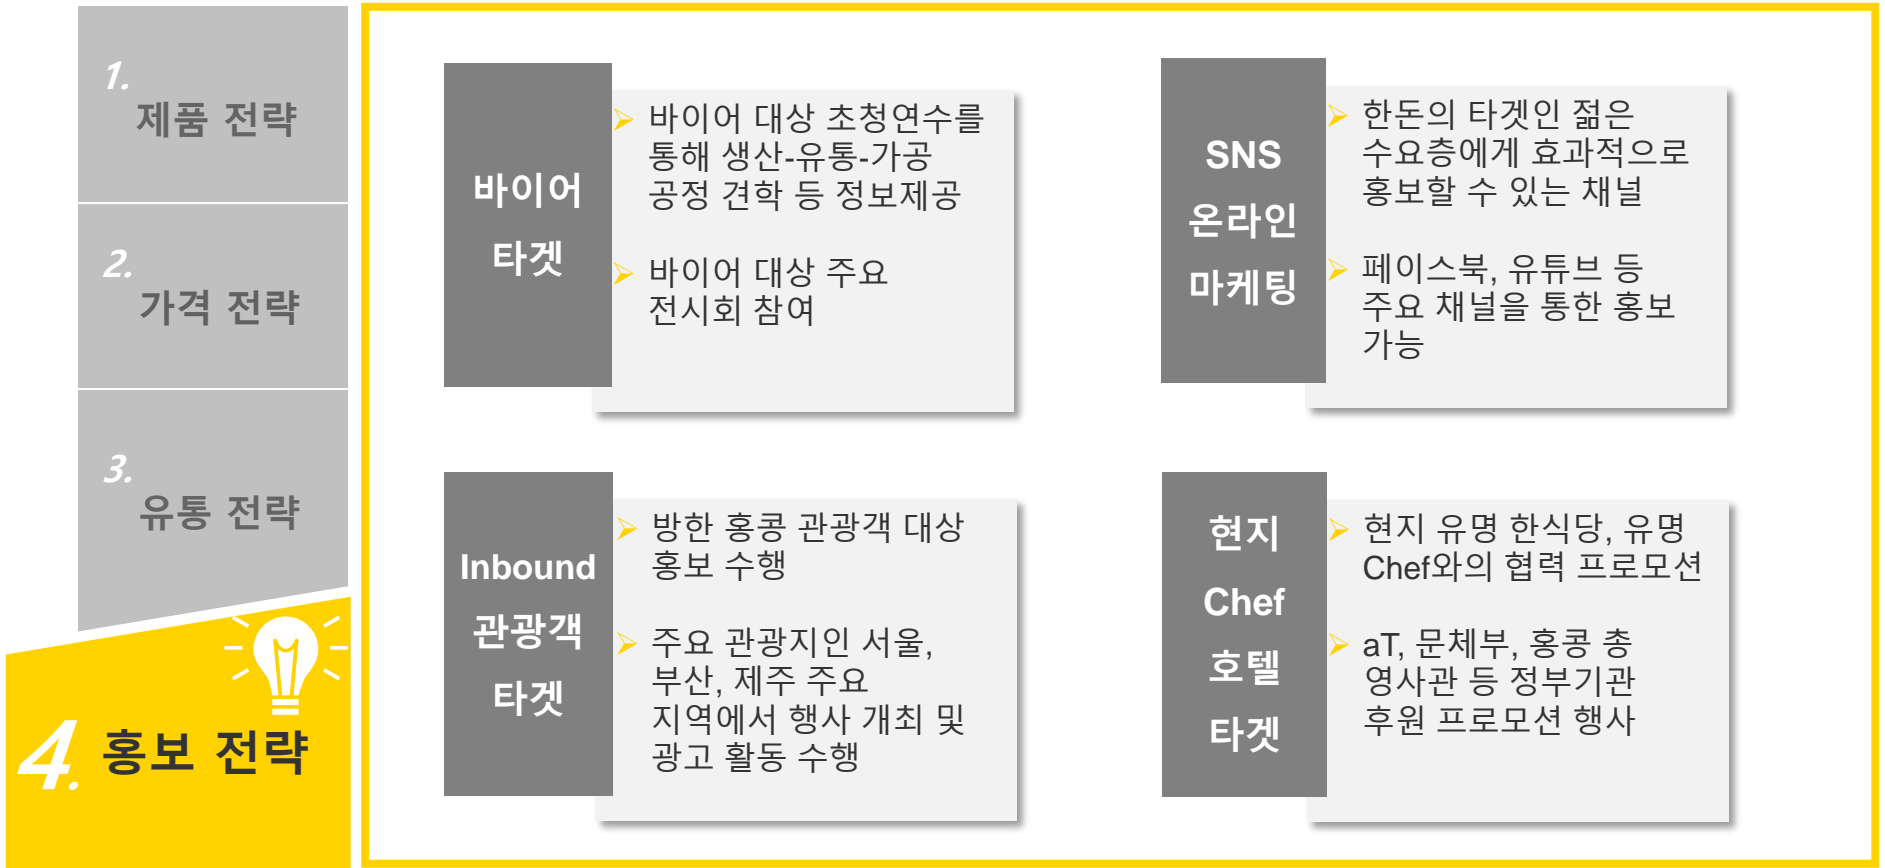 1.
제품 전략
2.
가격 전략
3.
유통 전략
4.
홍보 전략
바이어
타겟
바이어 대상 초청연수를
통해 생산-유통-가공
공정 견학 등 정보제공
바이어 대상 주요
전시회 참여
SNS
온라인
마케팅
한돈의 타겟인 젊은
수요층에게 효과적으로
홍보할 수 있는 채널
페이스북, 유튜브 등
주요 채널을 통한 홍보
가능
Inbound
관광객
타겟
방한 홍콩 관광객 대상
홍보 수행
주요 관광지인 서울,
부산, 제주 주요
지역에서 행사 개최 및
광고 활동 수행
현지
Chef
호텔
타겟
현지 유명 한식당, 유명
Chef와의 협력 프로모션
aT, 문체부, 홍콩 총
영사관 등 정부기관
후원 프로모션 행사